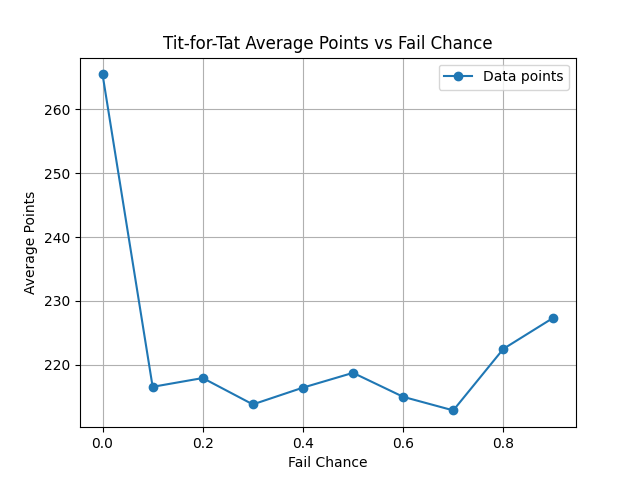 Tit-for-Tat Average Points vs Fail Chance
Data points
260
250
240
230
220
Average Points
0.0 0.2 0.4 0.6 0.8
Fail Chance